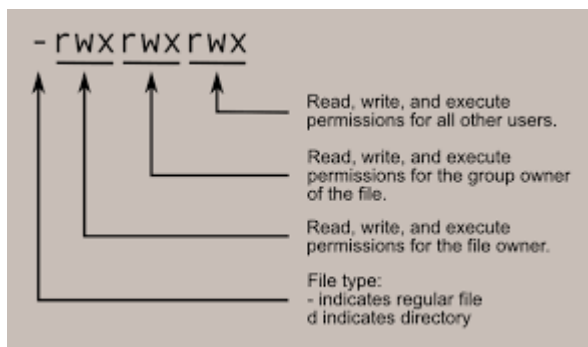 -rwxrwxrwx
Read, write, and execute
permissions for all other users.
Read, write, and execute
permissions for the group owner
of the file.
Read, write, and execute
permissions for the file owner.
File type:
- indicates regular file
d indicates directory